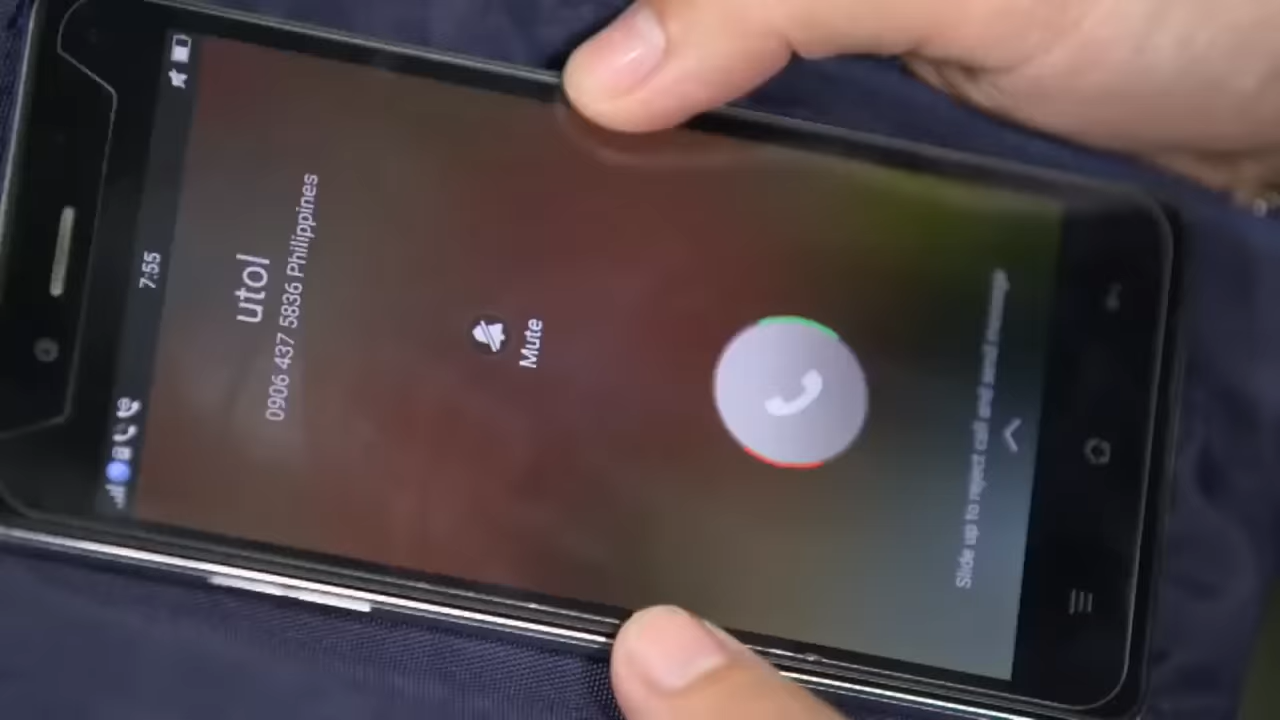 7:55
utol
0906 437 5836 Philippines
Mute
Slide up to reject call and send message